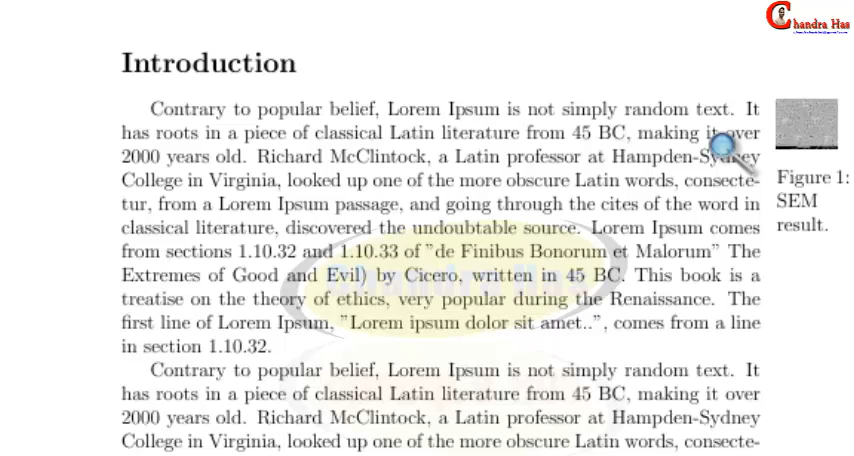 Chandra Has
Introduction
Contrary to popular belief, Lorem Ipsum is not simply random text. It
has roots in a piece of classical Latin literature from 45 BC, making it over
2000 years old. Richard McClintock, a Latin professor at Hampden-Sydney
College in Virginia, looked up one of the more obscure Latin words, consecte-
tur, from a Lorem Ipsum passage, and going through the cites of the word in
classical literature, discovered the undoubtable source. Lorem Ipsum comes
from sections 1.10.32 and 1.10.33 of "de Finibus Bonorum et Malorum" The
Extremes of Good and Evil) by Cicero, written in 45 BC. This book is a
treatise on the theory of ethics, very popular during the Renaissance. The
first line of Lorem Ipsum, "Lorem ipsum dolor sit amet..", comes from a line
in section 1.10.32.
Contrary to popular belief, Lorem Ipsum is not simply random text. It
has roots in a piece of classical Latin literature from 45 BC, making it over
2000 years old. Richard McClintock, a Latin professor at Hampden-Sydney
College in Virginia, looked up one of the more obscure Latin words, consecte-
Figure 1:
SEM
result.
Chandra Has